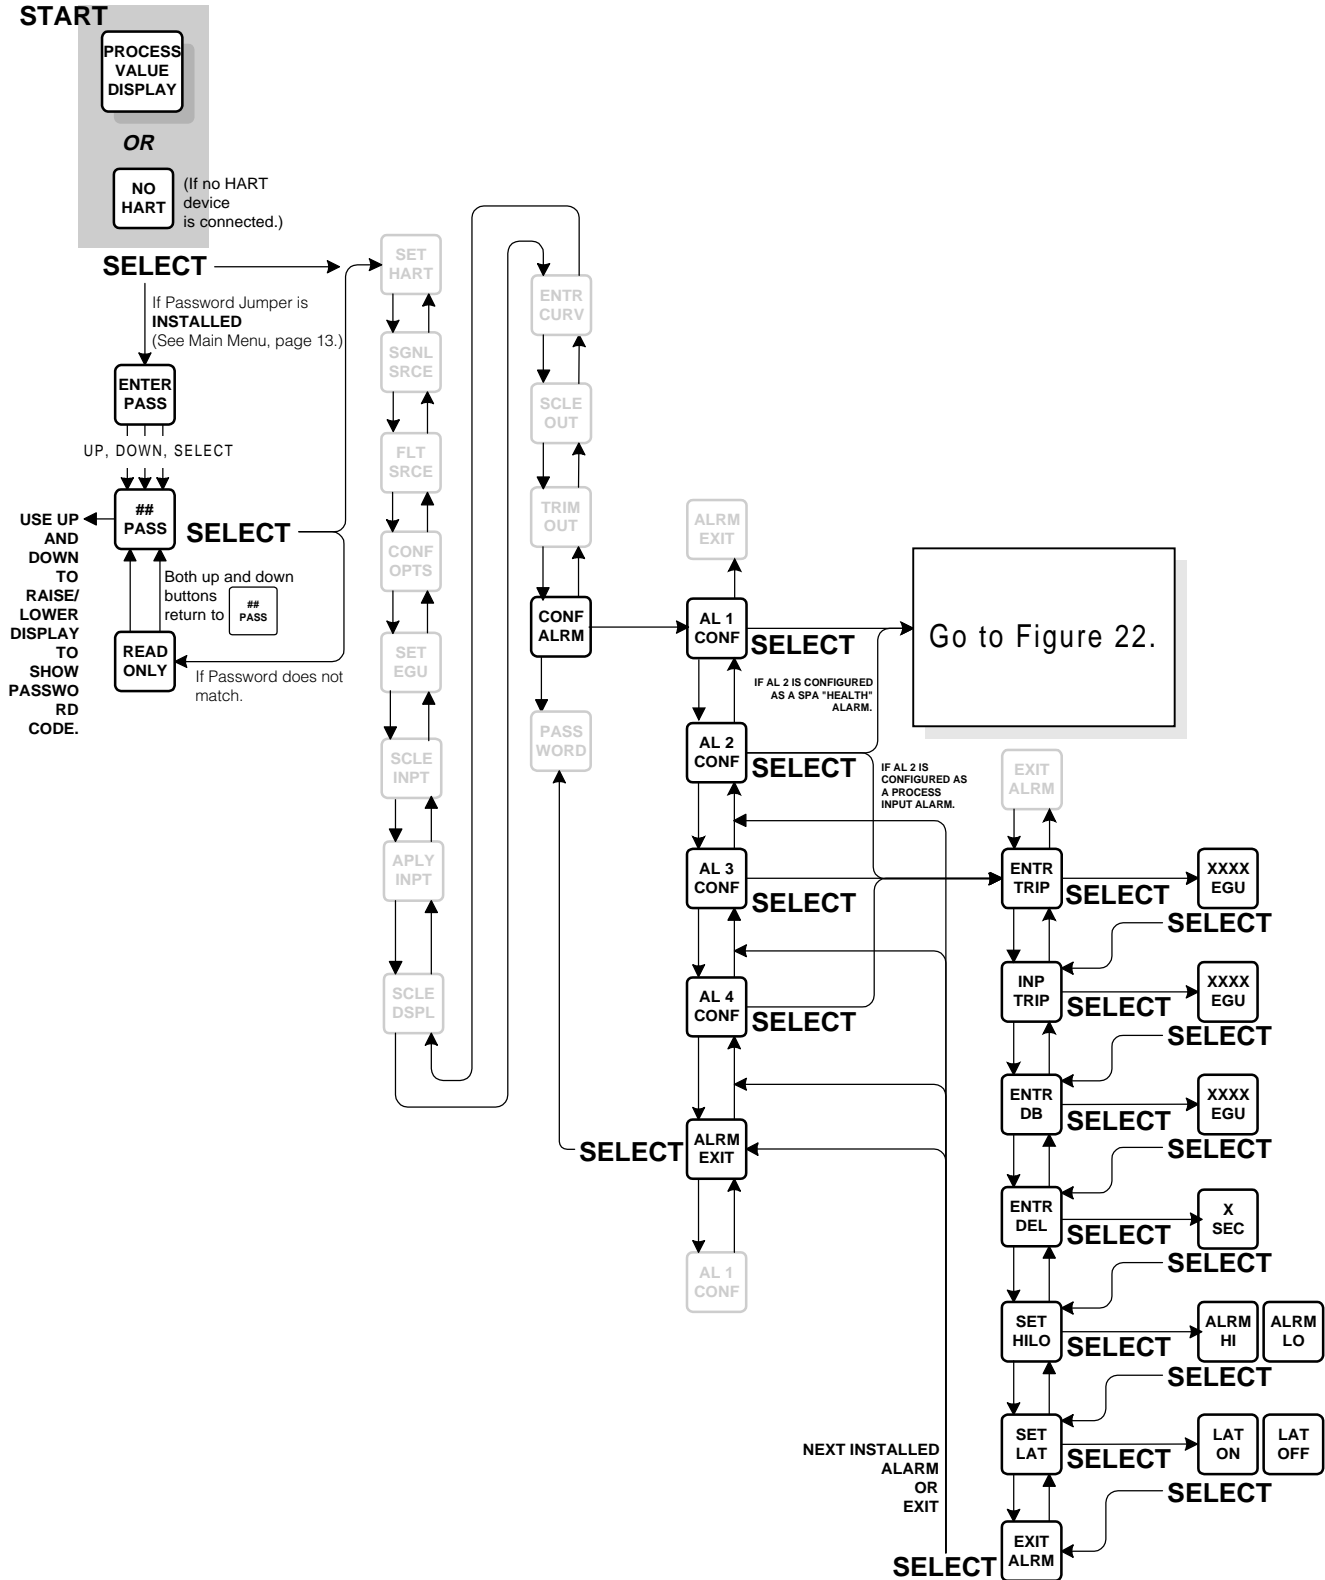 START
PROCESS
VALUE
DISPLAY
OR
NO
HART
(If no HART
device
is connected.)
SELECT
If Password Jumper is
INSTALLED
(See Main Menu, page 13.)
ENTER
PASS
UP, DOWN, SELECT
##
PASS
SELECT
USE UP
AND
DOWN
TO
RAISE/
LOWER
DISPLAY
TO
SHOW
PASSWO
RD
CODE.
Both up and down
buttons
return to
##
PASS
READ
ONLY
If Password does not
match.
SET
HART
SGNL
SRCE
FLT
SRCE
CONF
OPTS
SET
EGU
SCLE
INPT
APLY
INPT
SCLE
DSPL
ENTR
CURV
SCLE
OUT
TRIM
OUT
CONF
ALRM
PASS
WORD
ALRM
EXIT
AL 1
CONF
SELECT
IF AL 2 IS CONFIGURED
AS A SPA "HEALTH"
ALARM.
Go to Figure 22.
AL 2
CONF
SELECT
IF AL 2 IS
CONFIGURED AS
A PROCESS
INPUT ALARM.
AL 3
CONF
SELECT
AL 4
CONF
SELECT
SELECT
ALRM
EXIT
AL 1
CONF
EXIT
ALRM
ENTR
TRIP
SELECT
XXXX
EGU
SELECT
INP
TRIP
SELECT
XXXX
EGU
SELECT
ENTR
DB
SELECT
XXXX
EGU
SELECT
ENTR
DEL
SELECT
X
SEC
SELECT
SET
HILO
SELECT
ALRM
HI
ALRM
LO
SELECT
SET
LAT
SELECT
LAT
ON
LAT
OFF
SELECT
NEXT INSTALLED
ALARM
OR
EXIT
SELECT
EXIT
ALRM